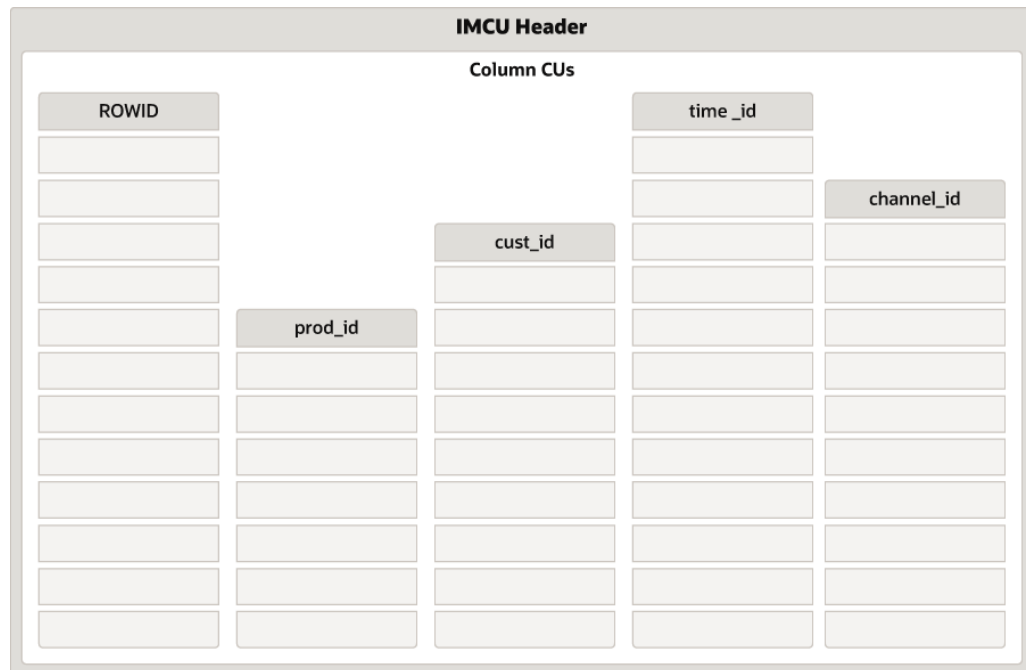 IMCU Header
Column CUs
ROWID
time _id
channel_id
cust_id
prod_id